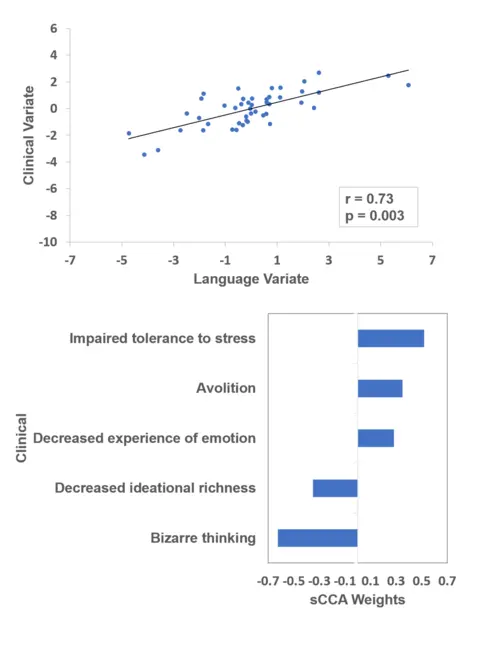 6
4
2
0
-2
-4
-6
-8
-10
Clinical Variate
r = 0.73
p = 0.003
-7 -5 -3 -1 1 3 5 7
Language Variate
Clinical
Impaired tolerance to stress
Avolition
Decreased experience of emotion
Decreased ideational richness
Bizarre thinking
-0.7 -0.5 -0.3 -0.1 0.1 0.3 0.5 0.7
sCCA Weights